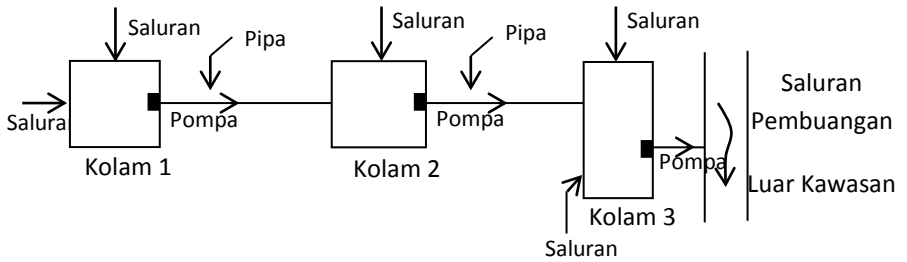 Saluran
Pipa
Saluran
Pipa
Saluran
Salura
Pompa
Pompa
Saluran
Pembuangan
Pompa
Kolam 1
Kolam 2
Luar Kawasan
Kolam 3
Saluran